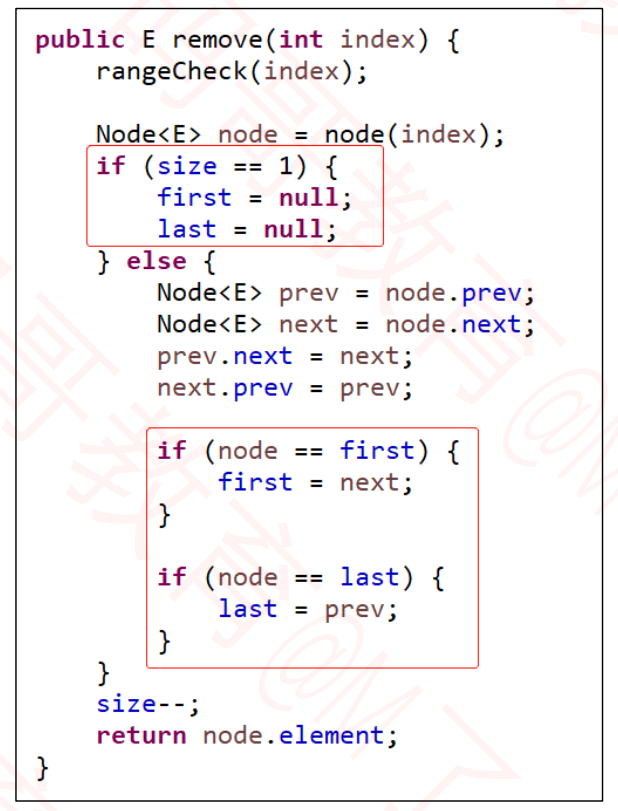 public E remove(int index) {
    rangeCheck(index);

    Node<E> node = node(index);
    if (size == 1) {
        first = null;
        last = null;
    } else {
        Node<E> prev = node.prev;
        Node<E> next = node.next;
        prev.next = next;
        next.prev = prev;

        if (node == first) {
            first = next;
        }

        if (node == last) {
            last = prev;
        }
    }
    size--;
    return node.element;
}